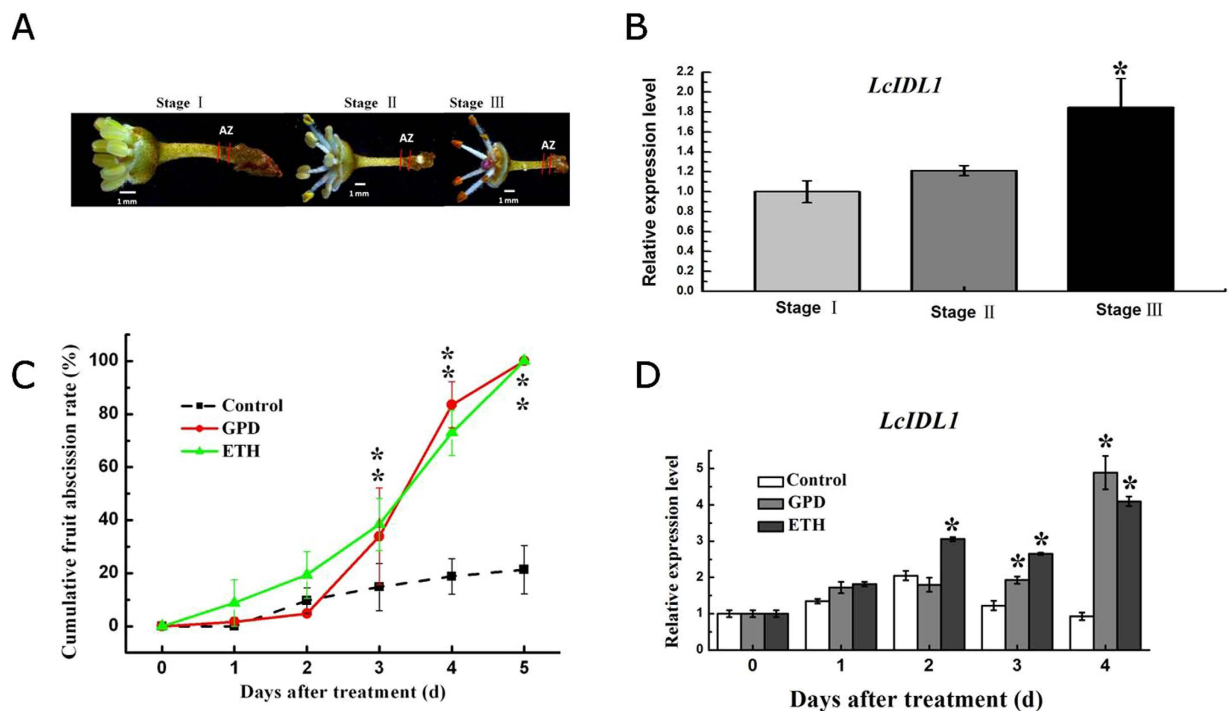 A
Stage Ⅰ
Stage Ⅱ
Stage Ⅲ
AZ
AZ
AZ
1 mm
1 mm
1 mm
B
LcIDL1
*
Relative expression level
2.2
2.0
1.8
1.6
1.4
1.2
1.0
0.8
0.6
0.4
0.2
0.0
Stage Ⅰ
Stage Ⅱ
Stage Ⅲ
C
Cumulative fruit abscission rate (%)
100
80
60
40
20
0
Control
GPD
ETH
*
*
*
*
*
*
0 1 2 3 4 5
Days after treatment (d)
D
LcIDL1
Relative expression level
5
4
3
2
1
0
Control
GPD
ETH
*
*
*
*
*
0 1 2 3 4
Days after treatment (d)